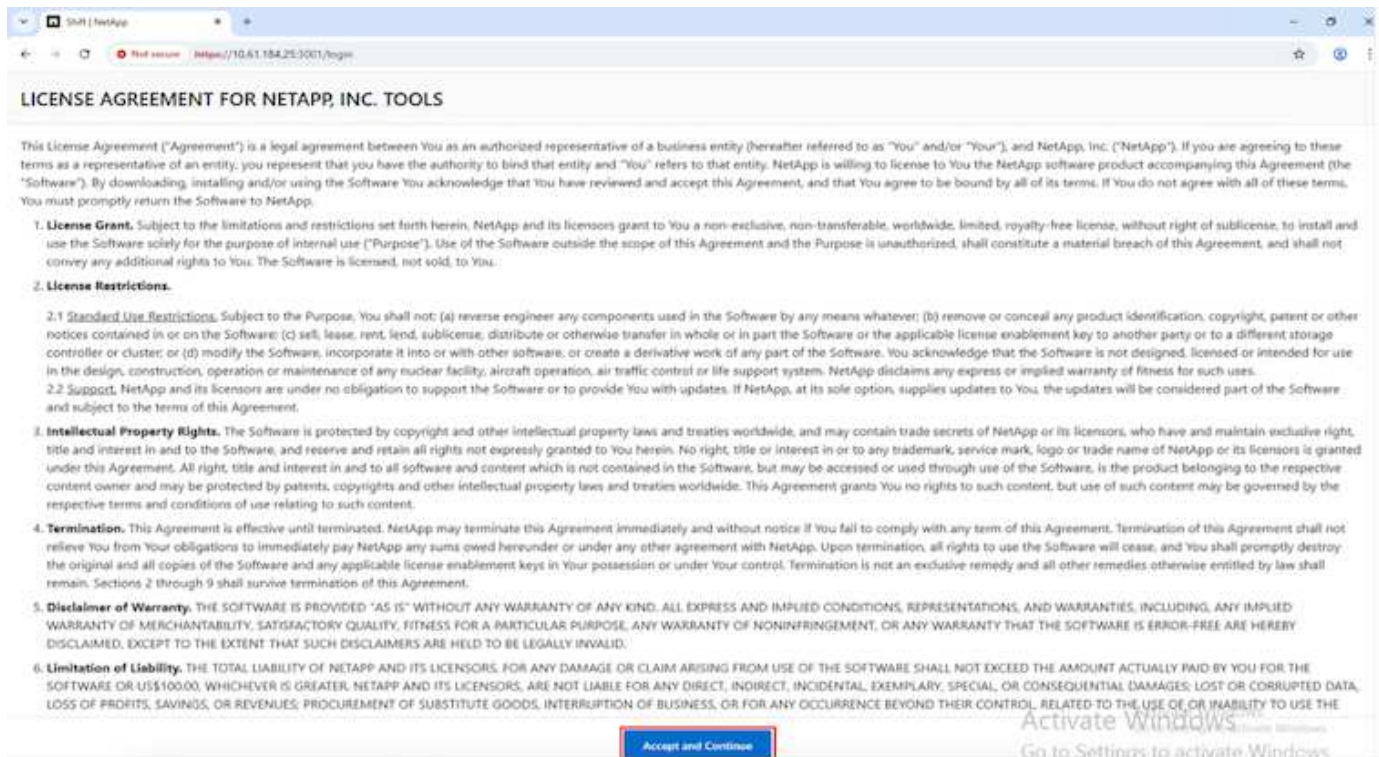 Shift | NetApp
Not secure https://10.61.184.25:3001/login
LICENSE AGREEMENT FOR NETAPP, INC. TOOLS
This License Agreement ("Agreement") is a legal agreement between You as an authorized representative of a business entity (hereafter referred to as "You" and/or "Your"), and NetApp, Inc. ("NetApp"). If you are agreeing to these
terms as a representative of an entity, you represent that you have the authority to bind that entity and "You" refers to that entity. NetApp is willing to license to You the NetApp software product accompanying this Agreement (the
"Software"). By downloading, installing and/or using the Software You acknowledge that You have reviewed and accept this Agreement, and that You agree to be bound by all of its terms. If You do not agree with all of these terms,
You must promptly return the Software to NetApp.
1. License Grant. Subject to the limitations and restrictions set forth herein, NetApp and its licensors grant to You a non-exclusive, non-transferable, worldwide, limited, royalty-free license, without right of sublicense, to install and
use the Software solely for the purpose of internal use ("Purpose"). Use of the Software outside the scope of this Agreement and the Purpose is unauthorized, shall constitute a material breach of this Agreement, and shall not
convey any additional rights to You. The Software is licensed, not sold, to You.
2. License Restrictions.
2.1 Standard Use Restrictions. Subject to the Purpose, You shall not: (a) reverse engineer any components used in the Software by any means whatever; (b) remove or conceal any product identification, copyright, patent or other
notices contained in or on the Software; (c) sell, lease, rent, lend, sublicense, distribute or otherwise transfer in whole or in part the Software or the applicable license enablement key to another party or to a different storage
controller or cluster; or (d) modify the Software, incorporate it into or with other software, or create a derivative work of any part of the Software. You acknowledge that the Software is not designed, licensed or intended for use
in the design, construction, operation or maintenance of any nuclear facility, aircraft operation, air traffic control or life support system. NetApp disclaims any express or implied warranty of fitness for such uses.
2.2 Support. NetApp and its licensors are under no obligation to support the Software or to provide You with updates. If NetApp, at its sole option, supplies updates to You, the updates will be considered part of the Software
and subject to the terms of this Agreement.
3. Intellectual Property Rights. The Software is protected by copyright and other intellectual property laws and treaties worldwide, and may contain trade secrets of NetApp or its licensors, who have and maintain exclusive right,
title and interest in and to the Software, and reserve and retain all rights not expressly granted to You herein. No right, title or interest in or to any trademark, service mark, logo or trade name of NetApp or its licensors is granted
under this Agreement. All right, title and interest in and to all software and content which is not contained in the Software, but may be accessed or used through use of the Software, is the product belonging to the respective
content owner and may be protected by patents, copyrights and other intellectual property laws and treaties worldwide. This Agreement grants You no rights to such content, but use of such content may be governed by the
respective terms and conditions of use relating to such content.
4. Termination. This Agreement is effective until terminated. NetApp may terminate this Agreement immediately and without notice if You fail to comply with any term of this Agreement. Termination of this Agreement shall not
relieve You from Your obligations to immediately pay NetApp any sums owed hereunder or under any other agreement with NetApp. Upon termination, all rights to use the Software will cease, and You shall promptly destroy
the original and all copies of the Software and any applicable license enablement keys in Your possession or under Your control. Termination is not an exclusive remedy and all other remedies otherwise entitled by law shall
remain. Sections 2 through 9 shall survive termination of this Agreement.
5. Disclaimer of Warranty. THE SOFTWARE IS PROVIDED "AS IS" WITHOUT ANY WARRANTY OF ANY KIND. ALL EXPRESS AND IMPLIED CONDITIONS, REPRESENTATIONS, AND WARRANTIES, INCLUDING, ANY IMPLIED
WARRANTY OF MERCHANTABILITY, SATISFACTORY QUALITY, FITNESS FOR A PARTICULAR PURPOSE, ANY WARRANTY OF NONINFRINGEMENT, OR ANY WARRANTY THAT THE SOFTWARE IS ERROR-FREE ARE HEREBY
DISCLAIMED, EXCEPT TO THE EXTENT THAT SUCH DISCLAIMERS ARE HELD TO BE LEGALLY INVALID.
6. Limitation of Liability. THE TOTAL LIABILITY OF NETAPP AND ITS LICENSORS, FOR ANY DAMAGE OR CLAIM ARISING FROM USE OF THE SOFTWARE SHALL NOT EXCEED THE AMOUNT ACTUALLY PAID BY YOU FOR THE
SOFTWARE OR US$100.00, WHICHEVER IS GREATER. NETAPP AND ITS LICENSORS, ARE NOT LIABLE FOR ANY DIRECT, INDIRECT, INCIDENTAL, EXEMPLARY, SPECIAL, OR CONSEQUENTIAL DAMAGES; LOST OR CORRUPTED DATA,
LOSS OF PROFITS, SAVINGS, OR REVENUES; PROCUREMENT OF SUBSTITUTE GOODS, INTERRUPTION OF BUSINESS, OR FOR ANY OCCURRENCE BEYOND THEIR CONTROL, RELATED TO THE USE OF OR INABILITY TO USE THE
Activate Windows
Accept and Continue
Go to Settings to activate Windows.